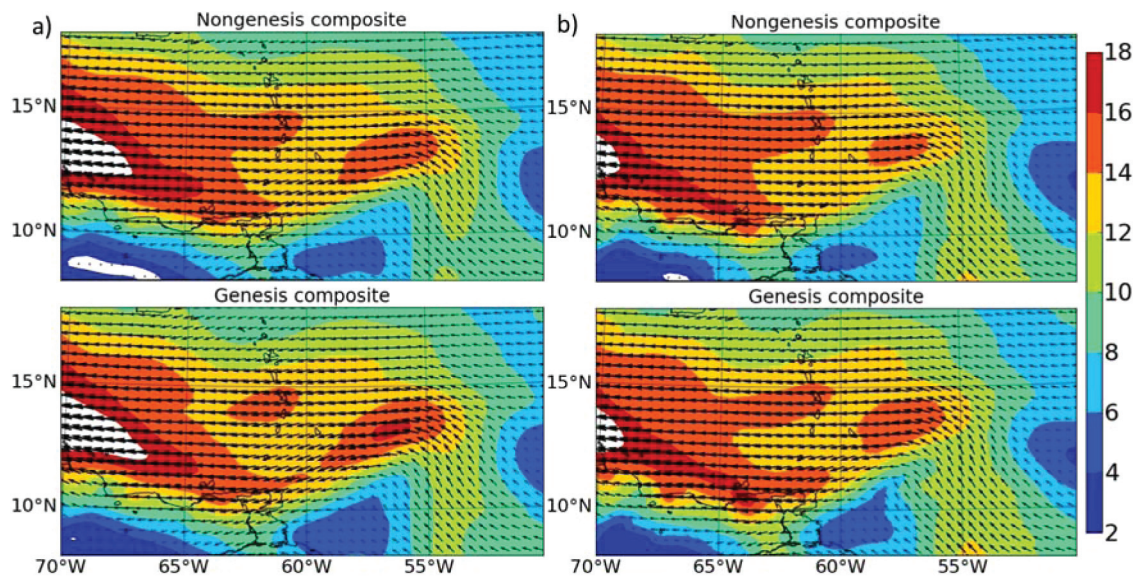 a)
Nongenesis composite
b)
Nongenesis composite
15°N
10°N
15°N
10°N
Genesis composite
Genesis composite
15°N
10°N
15°N
10°N
70°W 65°W 60°W 55°W
70°W 65°W 60°W 55°W
18
16
14
12
10
8
6
4
2